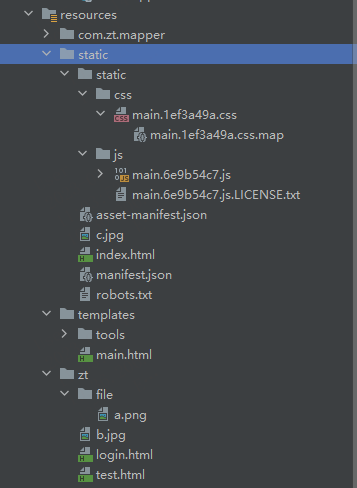 resources
com.zt.mapper
static
static
css
main.1ef3a49a.css
main.1ef3a49a.css.map
js
main.6e9b54c7.js
main.6e9b54c7.js.LICENSE.txt
asset-manifest.json
c.jpg
index.html
manifest.json
robots.txt
templates
tools
main.html
zt
file
a.png
b.jpg
login.html
test.html